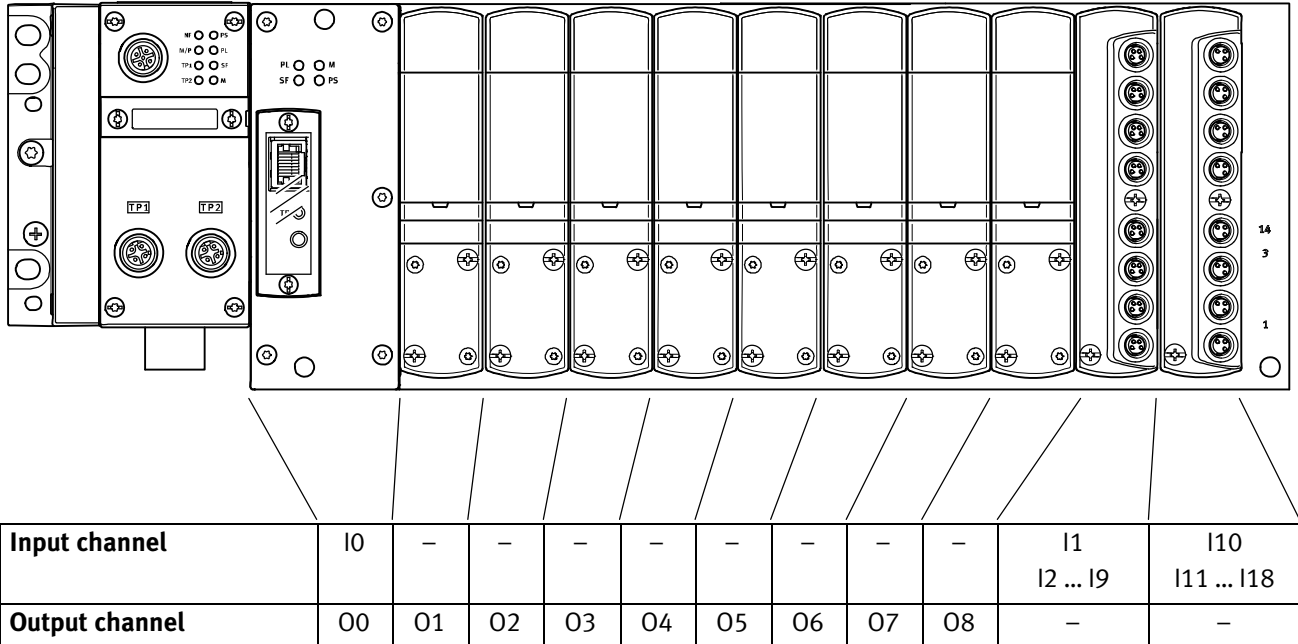 NF PS
M/P PL
TP1 SF
TP2 M
PL M
SF PS
TP1 TP2
14
3
1
Input channel I0 – – – – – – – – I1 I10
I2 ... I9 I11 ... I18
Output channel O0 O1 O2 O3 O4 O5 O6 O7 O8 – –